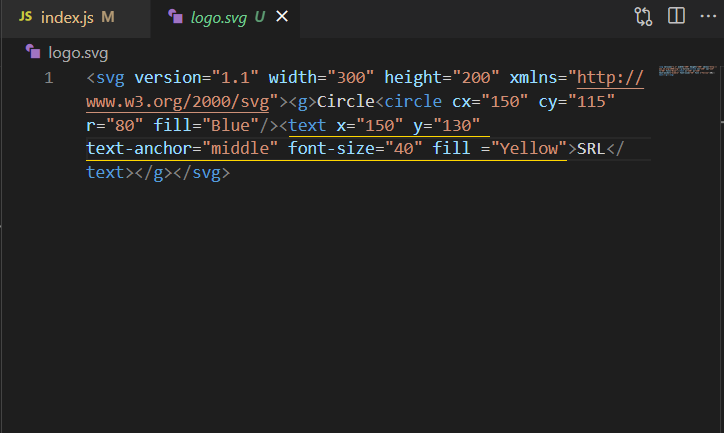 JS index.js M logo.svg U
logo.svg
1 <svg version="1.1" width="300" height="200" xmlns="http://
www.w3.org/2000/svg"><g>Circle<circle cx="150" cy="115"
r="80" fill="Blue"/><text x="150" y="130"
text-anchor="middle" font-size="40" fill ="Yellow">SRL</
text></g></svg>